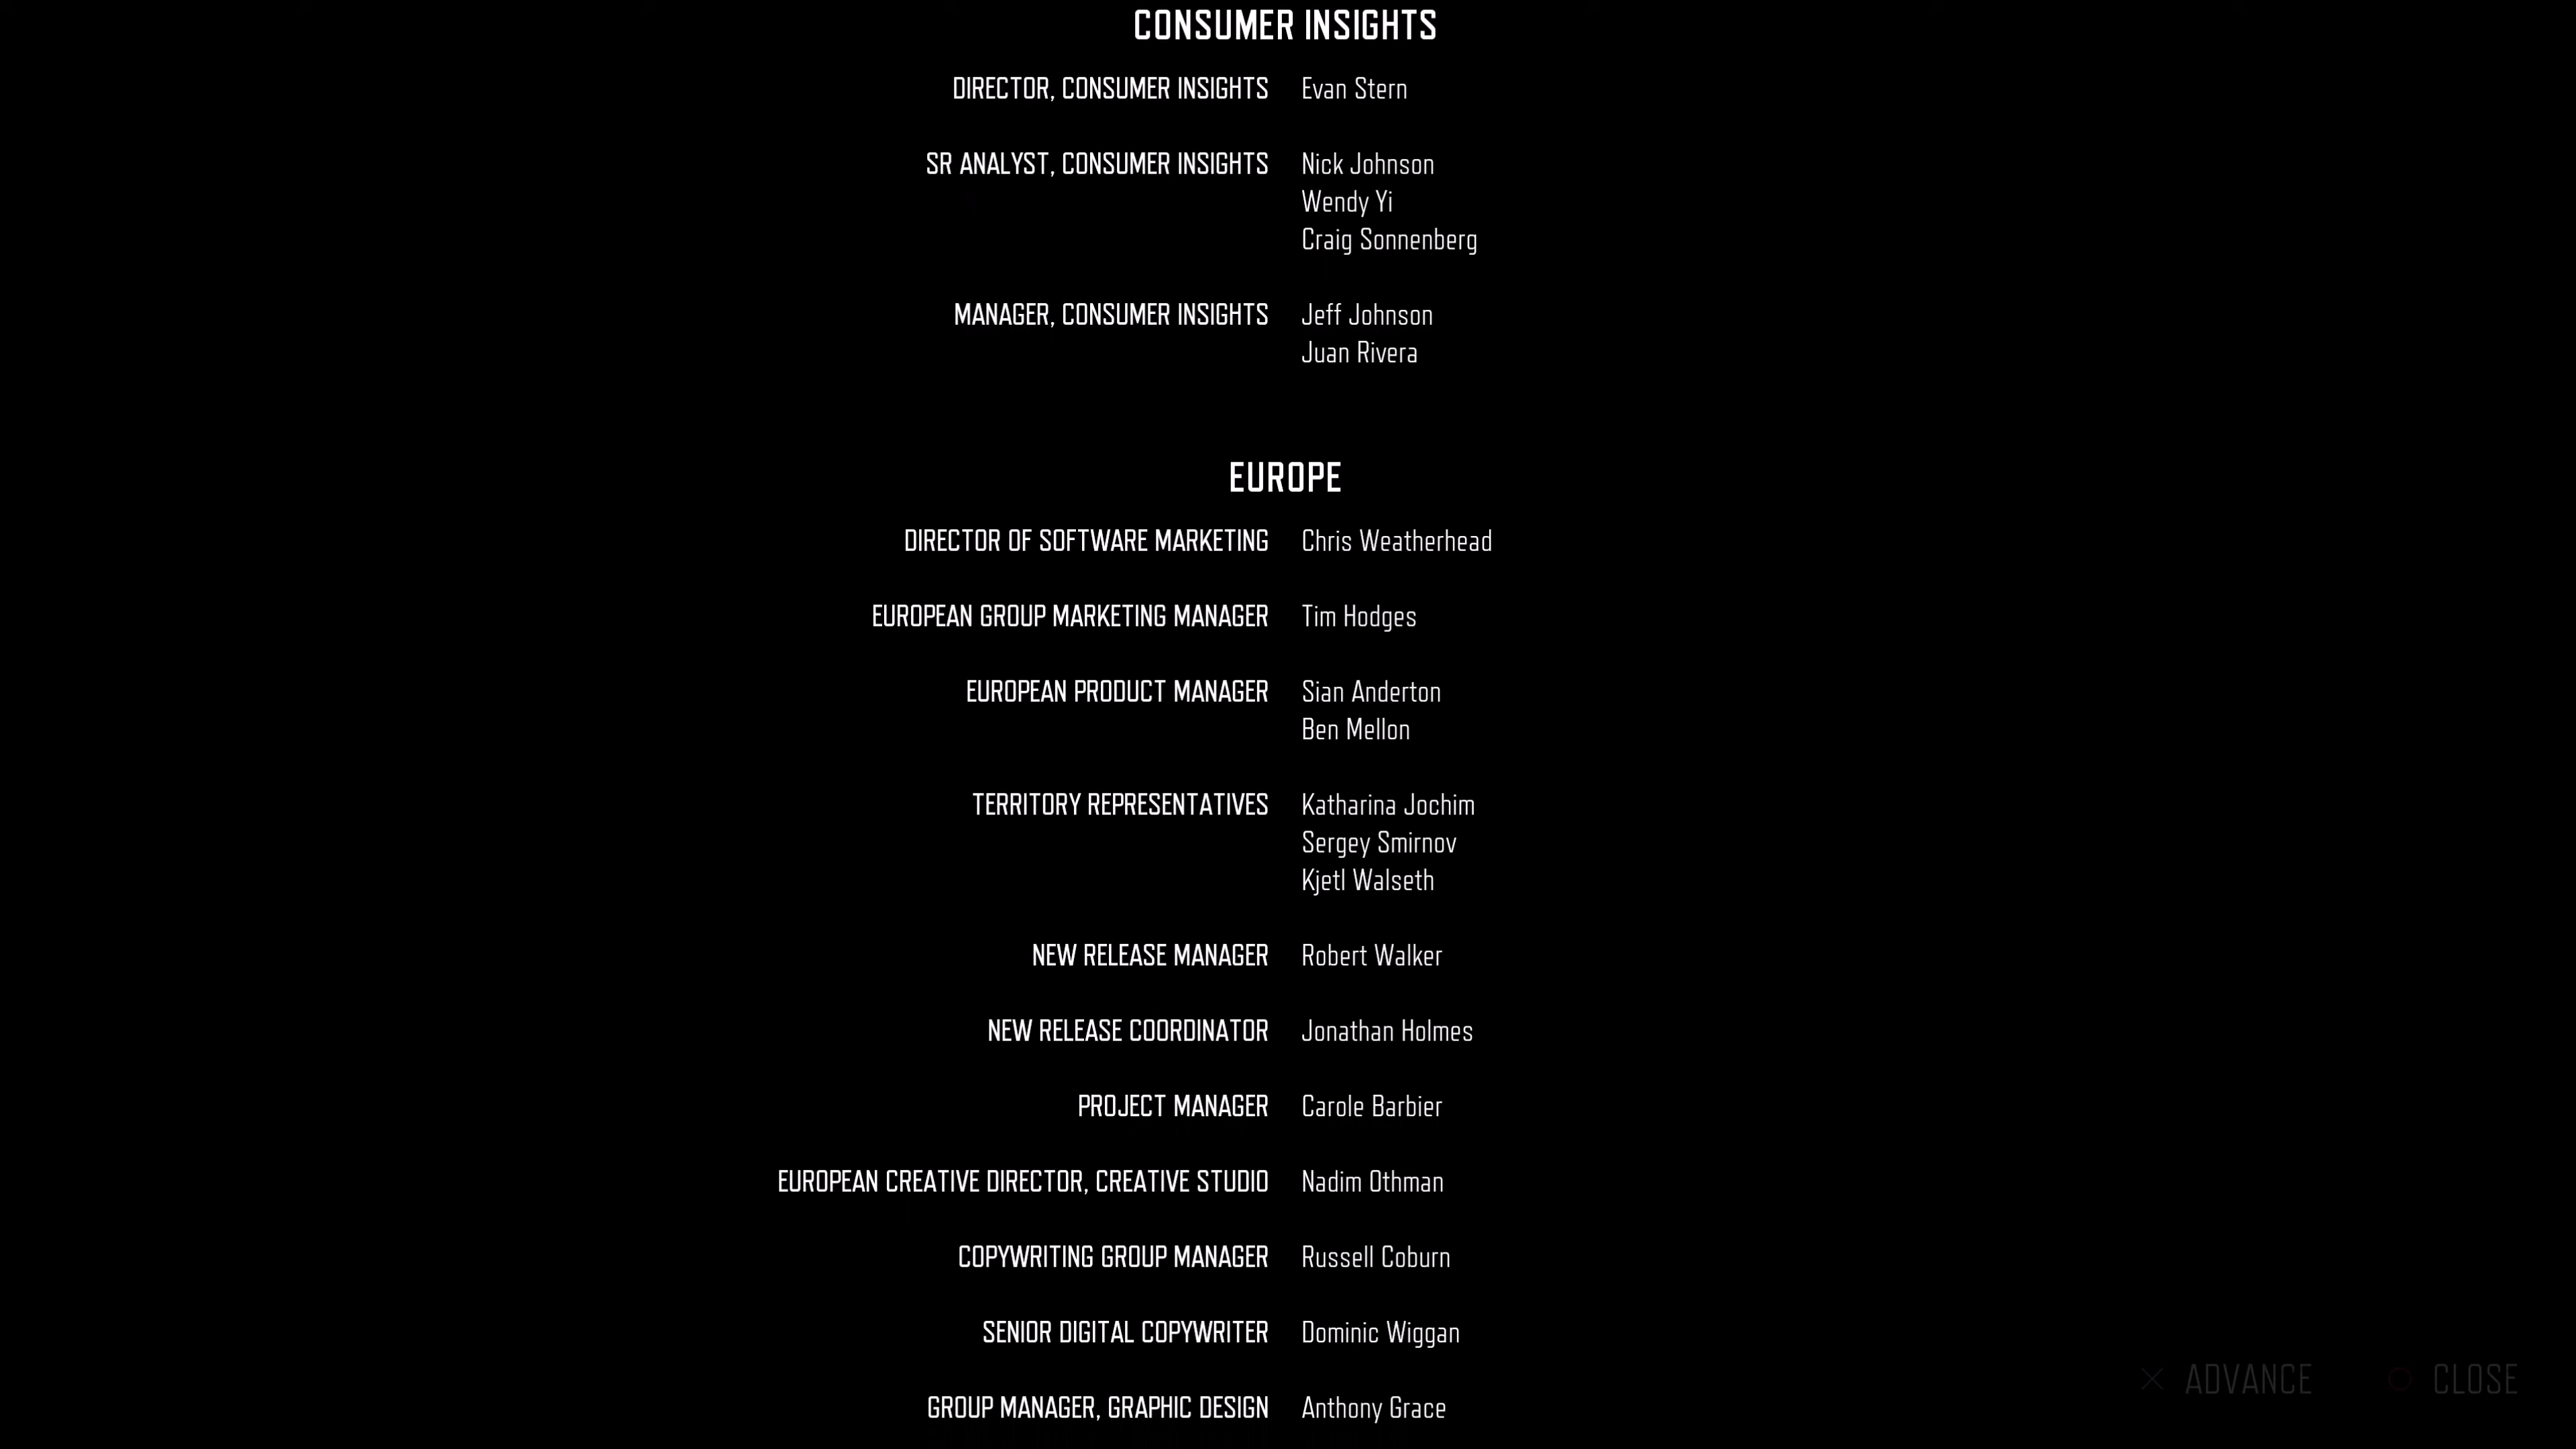 CONSUMER INSIGHTS
DIRECTOR, CONSUMER INSIGHTS Evan Stern
SR ANALYST, CONSUMER INSIGHTS Nick Johnson
Wendy Yi
Craig Sonnenberg
MANAGER, CONSUMER INSIGHTS Jeff Johnson
Juan Rivera
EUROPE
DIRECTOR OF SOFTWARE MARKETING Chris Weatherhead
EUROPEAN GROUP MARKETING MANAGER Tim Hodges
EUROPEAN PRODUCT MANAGER Sian Anderton
Ben Mellon
TERRITORY REPRESENTATIVES Katharina Jochim
Sergey Smirnov
Kjetl Walseth
NEW RELEASE MANAGER Robert Walker
NEW RELEASE COORDINATOR Jonathan Holmes
PROJECT MANAGER Carole Barbier
EUROPEAN CREATIVE DIRECTOR, CREATIVE STUDIO Nadim Othman
COPYWRITING GROUP MANAGER Russell Coburn
SENIOR DIGITAL COPYWRITER Dominic Wiggan
GROUP MANAGER, GRAPHIC DESIGN Anthony Grace
ADVANCE CLOSE